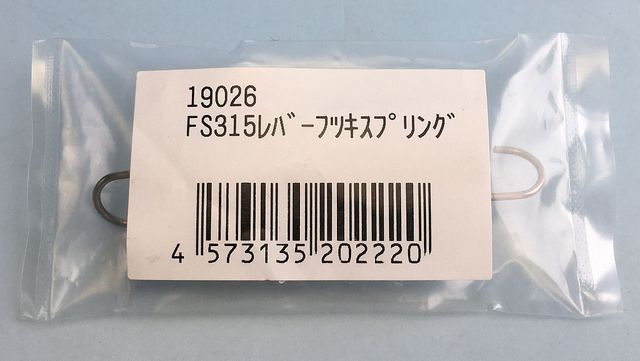 19026
FS315ﾚﾊﾞｰﾌﾂｷｽﾌﾟﾘﾝｸﾞ
4 573135 202220